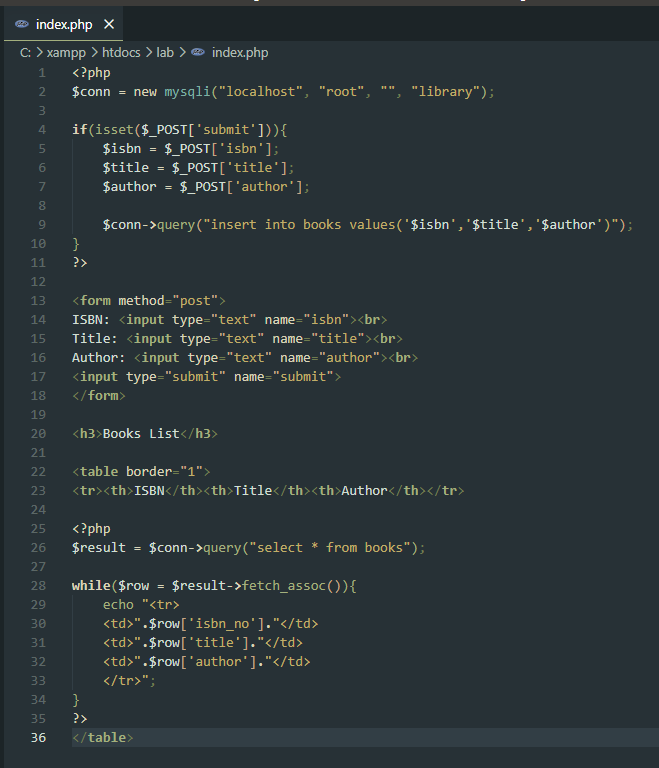 index.php ×
C: > xampp > htdocs > lab > index.php
1 <?php
2 $conn = new mysqli("localhost", "root", "", "library");
3
4 if(isset($_POST['submit'])){
5     $isbn = $_POST['isbn'];
6     $title = $_POST['title'];
7     $author = $_POST['author'];
8
9     $conn->query("insert into books values('$isbn','$title','$author')");
10 }
11 ?>
12
13 <form method="post">
14 ISBN: <input type="text" name="isbn"><br>
15 Title: <input type="text" name="title"><br>
16 Author: <input type="text" name="author"><br>
17 <input type="submit" name="submit">
18 </form>
19
20 <h3>Books List</h3>
21
22 <table border="1">
23 <tr><th>ISBN</th><th>Title</th><th>Author</th></tr>
24
25 <?php
26 $result = $conn->query("select * from books");
27
28 while($row = $result->fetch_assoc()){
29     echo "<tr>
30     <td>".$row['isbn_no']."</td>
31     <td>".$row['title']."</td>
32     <td>".$row['author']."</td>
33     </tr>";
34 }
35 ?>
36 </table>